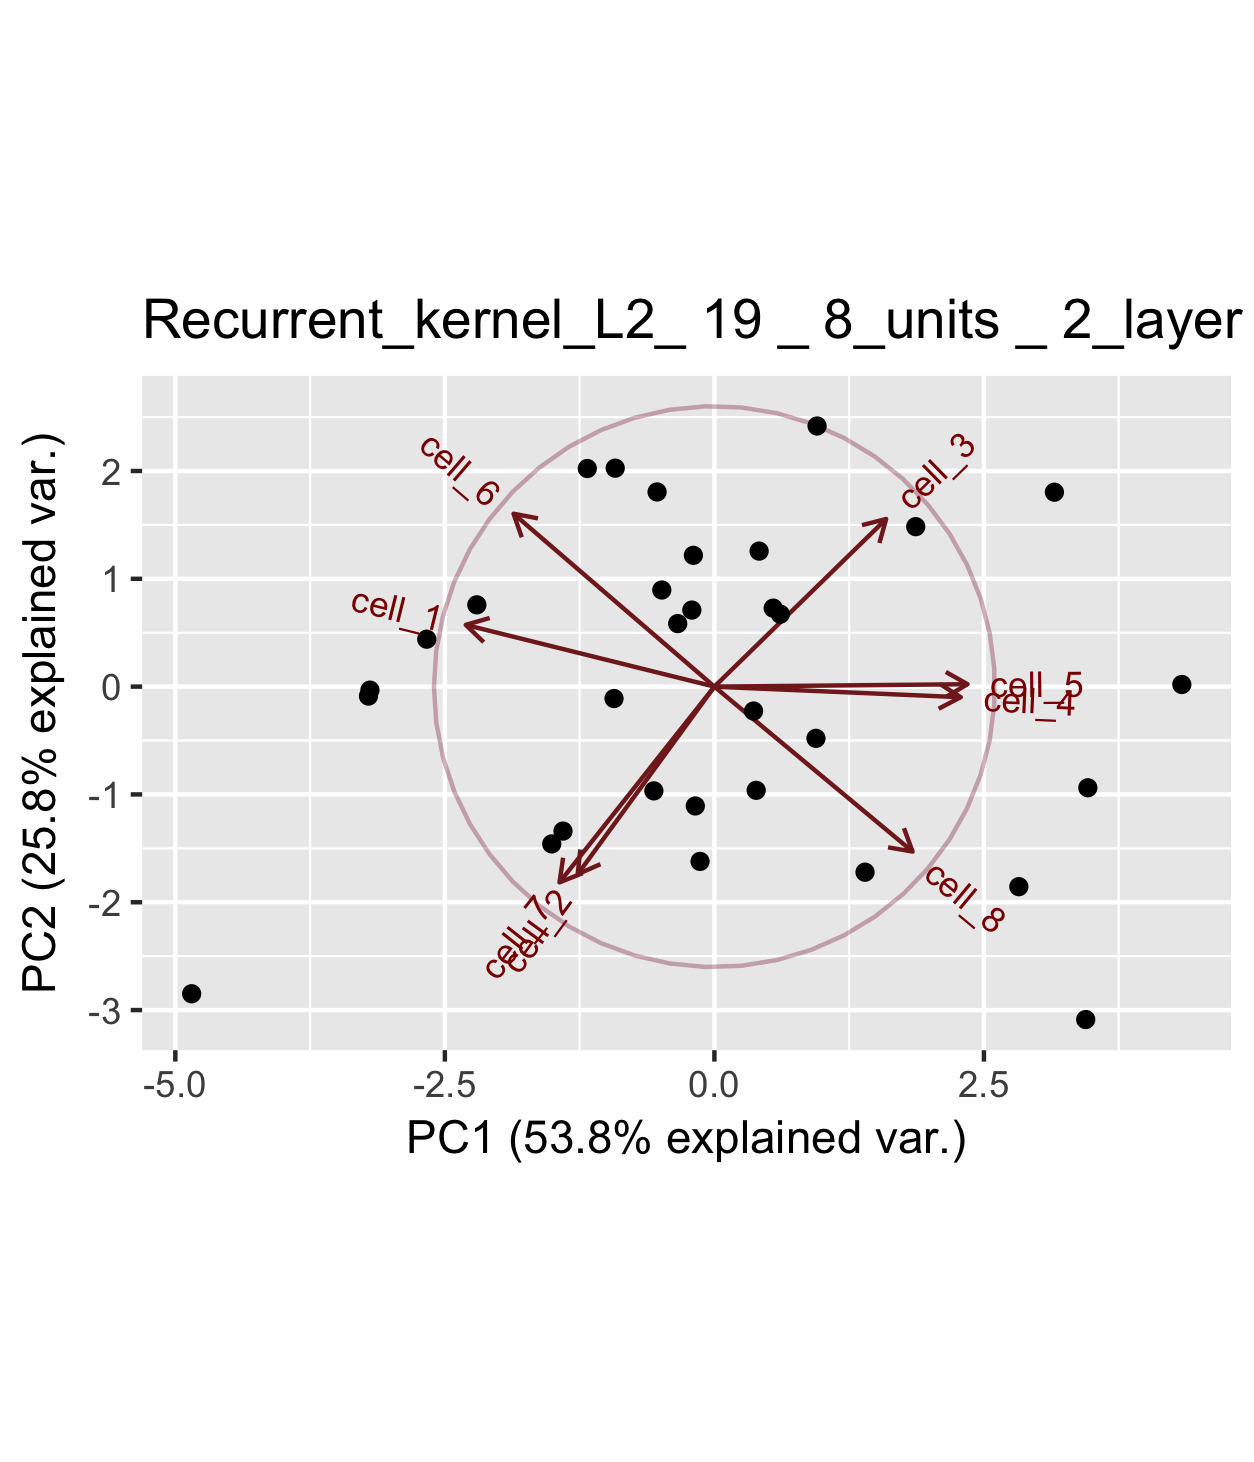 Recurrent_kernel_L2_ 19 _ 8_units _ 2_layer
PC2 (25.8% explained var.)
2
1
0
-1
-2
-3
cell_6
cell_3
cell_1
cell_5
cell_4
cell_8
cell_7
cell_2
-5.0
-2.5
0.0
2.5
PC1 (53.8% explained var.)